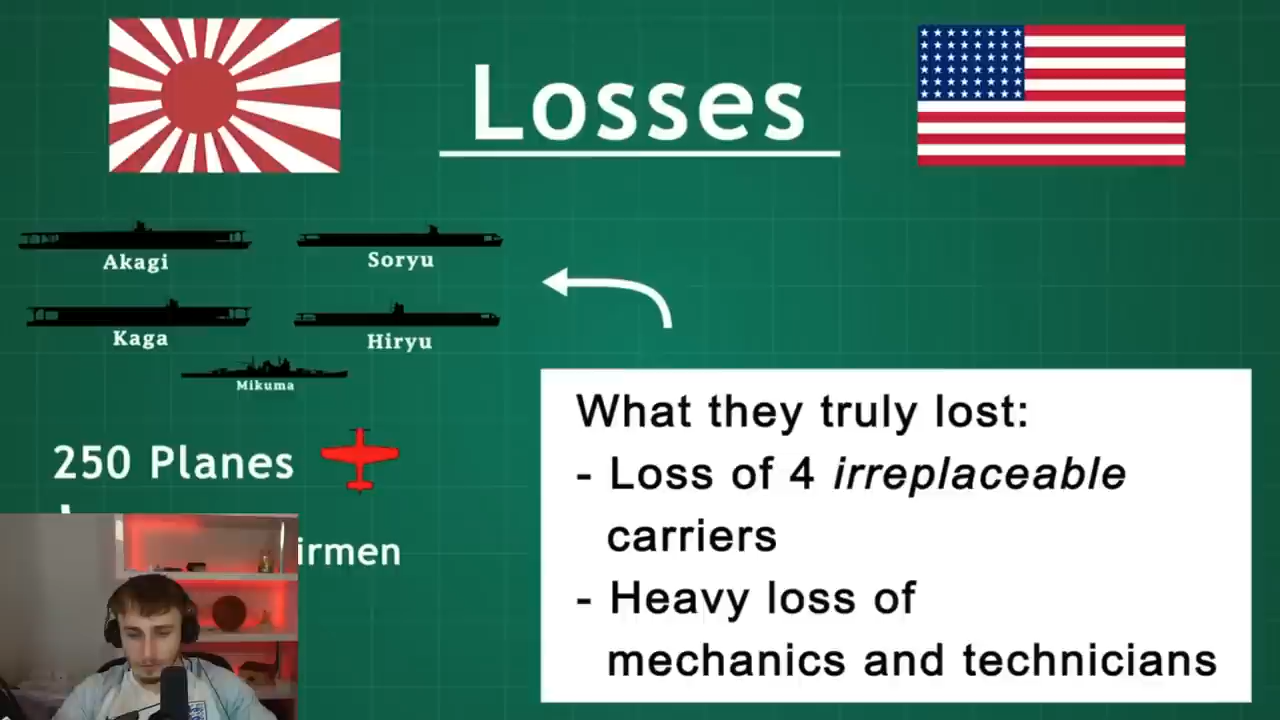 Losses
Akagi
Soryu
Kaga
Hiryu
Mikuma
250 Planes
irmen
What they truly lost:
- Loss of 4 irreplaceable
carriers
- Heavy loss of
mechanics and technicians